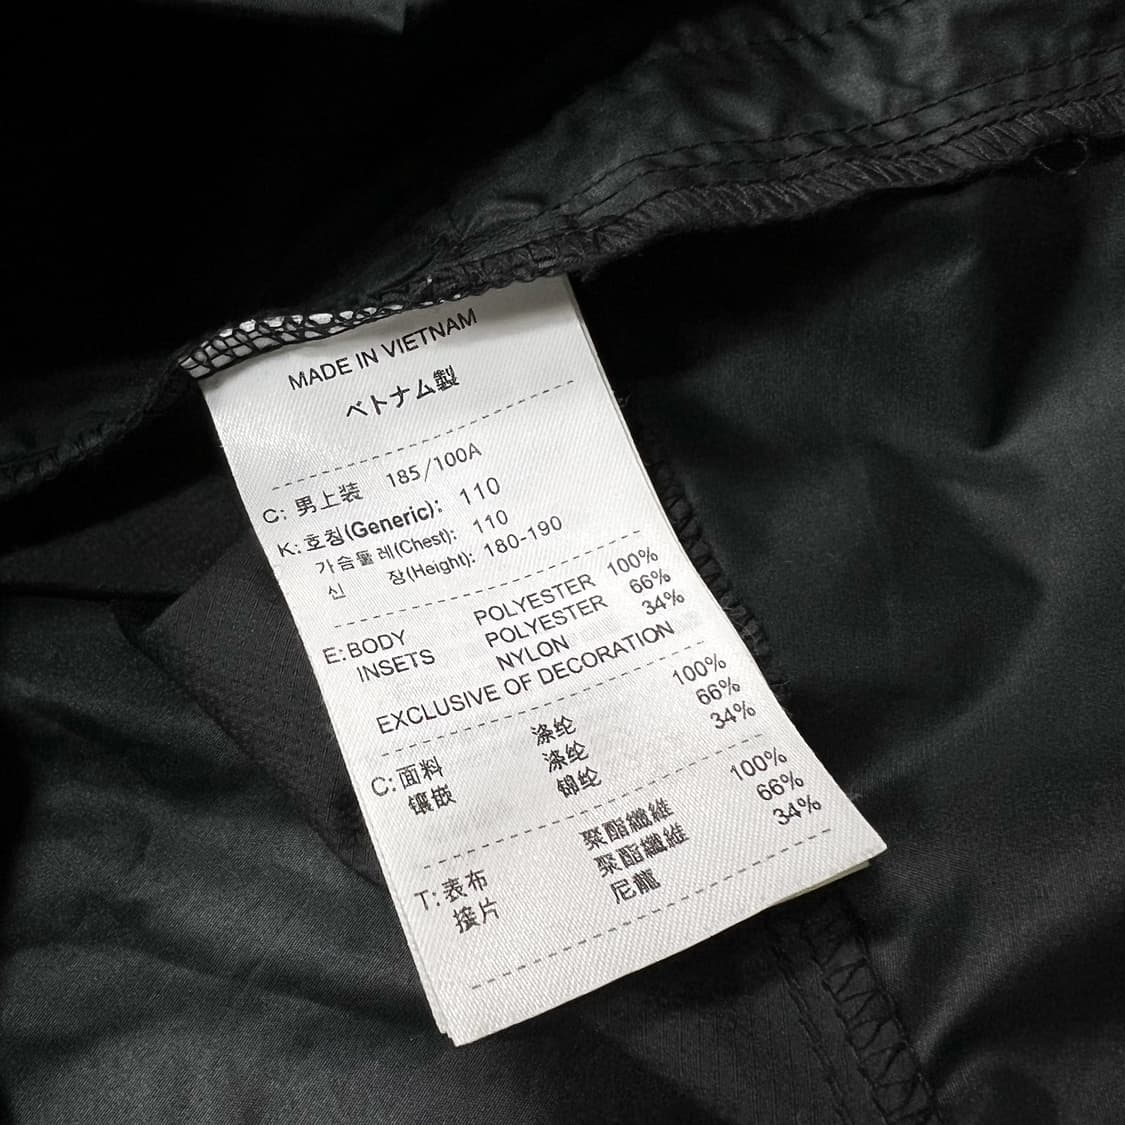 MADE IN VIETNAM
ベトナム製
C: 男上装 185/100A
K: 호칭(Generic): 110
가슴둘레(Chest): 110
신 장(Height): 180-190
E: BODY POLYESTER 100%
INSETS POLYESTER 66%
NYLON 34%
EXCLUSIVE OF DECORATION
C: 面料 涤纶 100%
镶嵌 涤纶 66%
锦纶 34%
T: 表布 聚酯纖維 100%
接片 聚酯纖維 66%
尼龍 34%